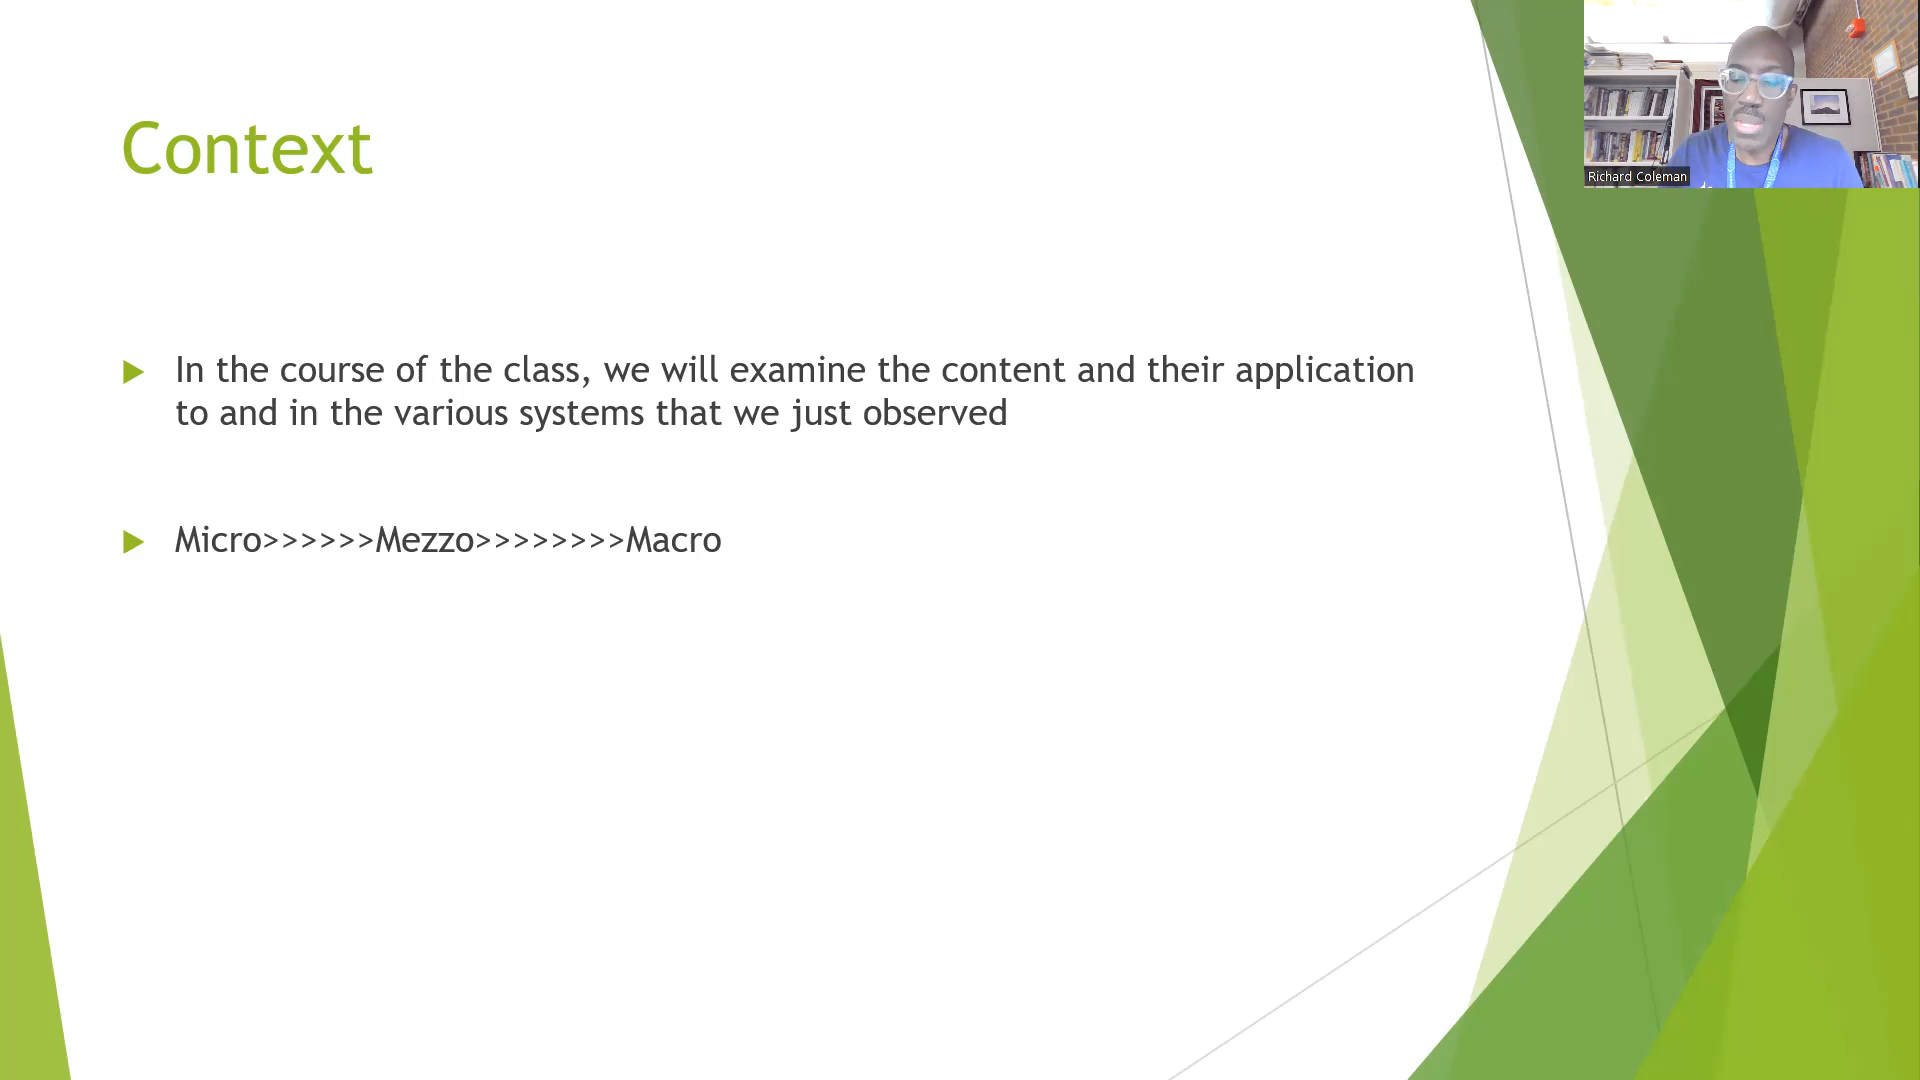 Context
In the course of the class, we will examine the content and their application
to and in the various systems that we just observed
Micro>>>>>>Mezzo>>>>>>>>Macro
Richard Coleman